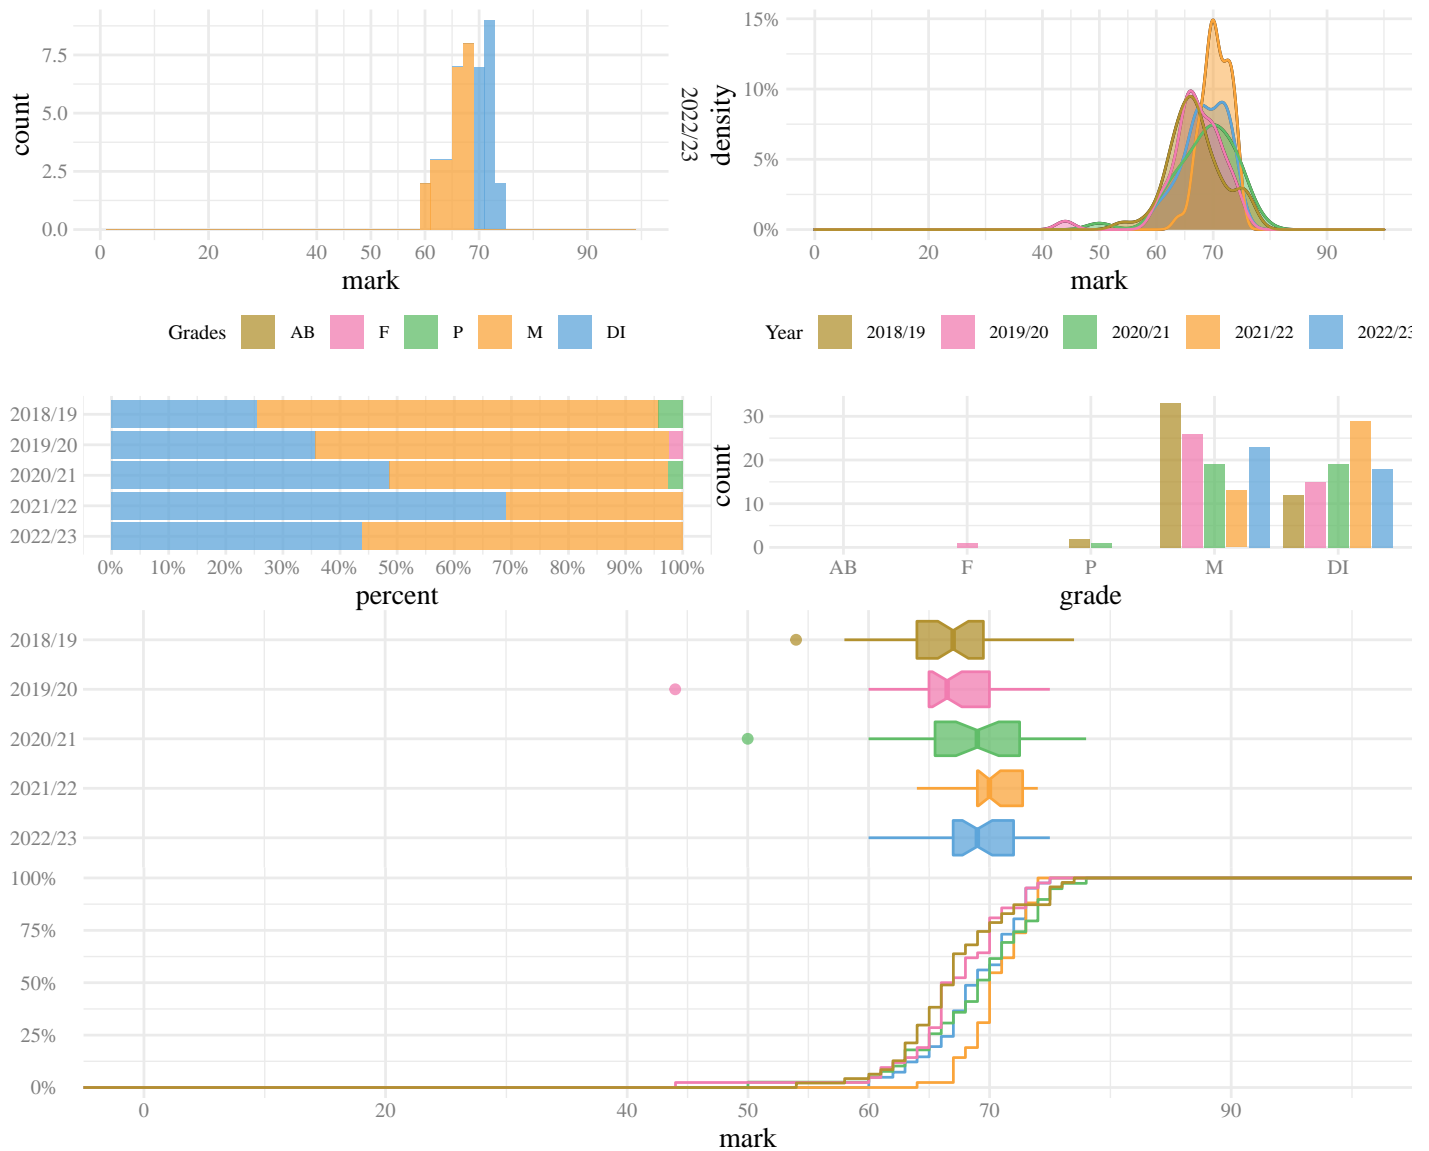 7.5
5.0
2.5
0.0
count
0 20 40 50 60 70 90
mark
2022/23
15%
10%
5%
0%
density
0 20 40 50 60 70 90
mark
Grades AB F P M DI
Year 2018/19 2019/20 2020/21 2021/22 2022/23
2018/19
2019/20
2020/21
2021/22
2022/23
0% 10% 20% 30% 40% 50% 60% 70% 80% 90% 100%
percent
30
20
10
0
count
AB F P M DI
grade
2018/19
2019/20
2020/21
2021/22
2022/23
100%
75%
50%
25%
0%
0 20 40 50 60 70 90
mark